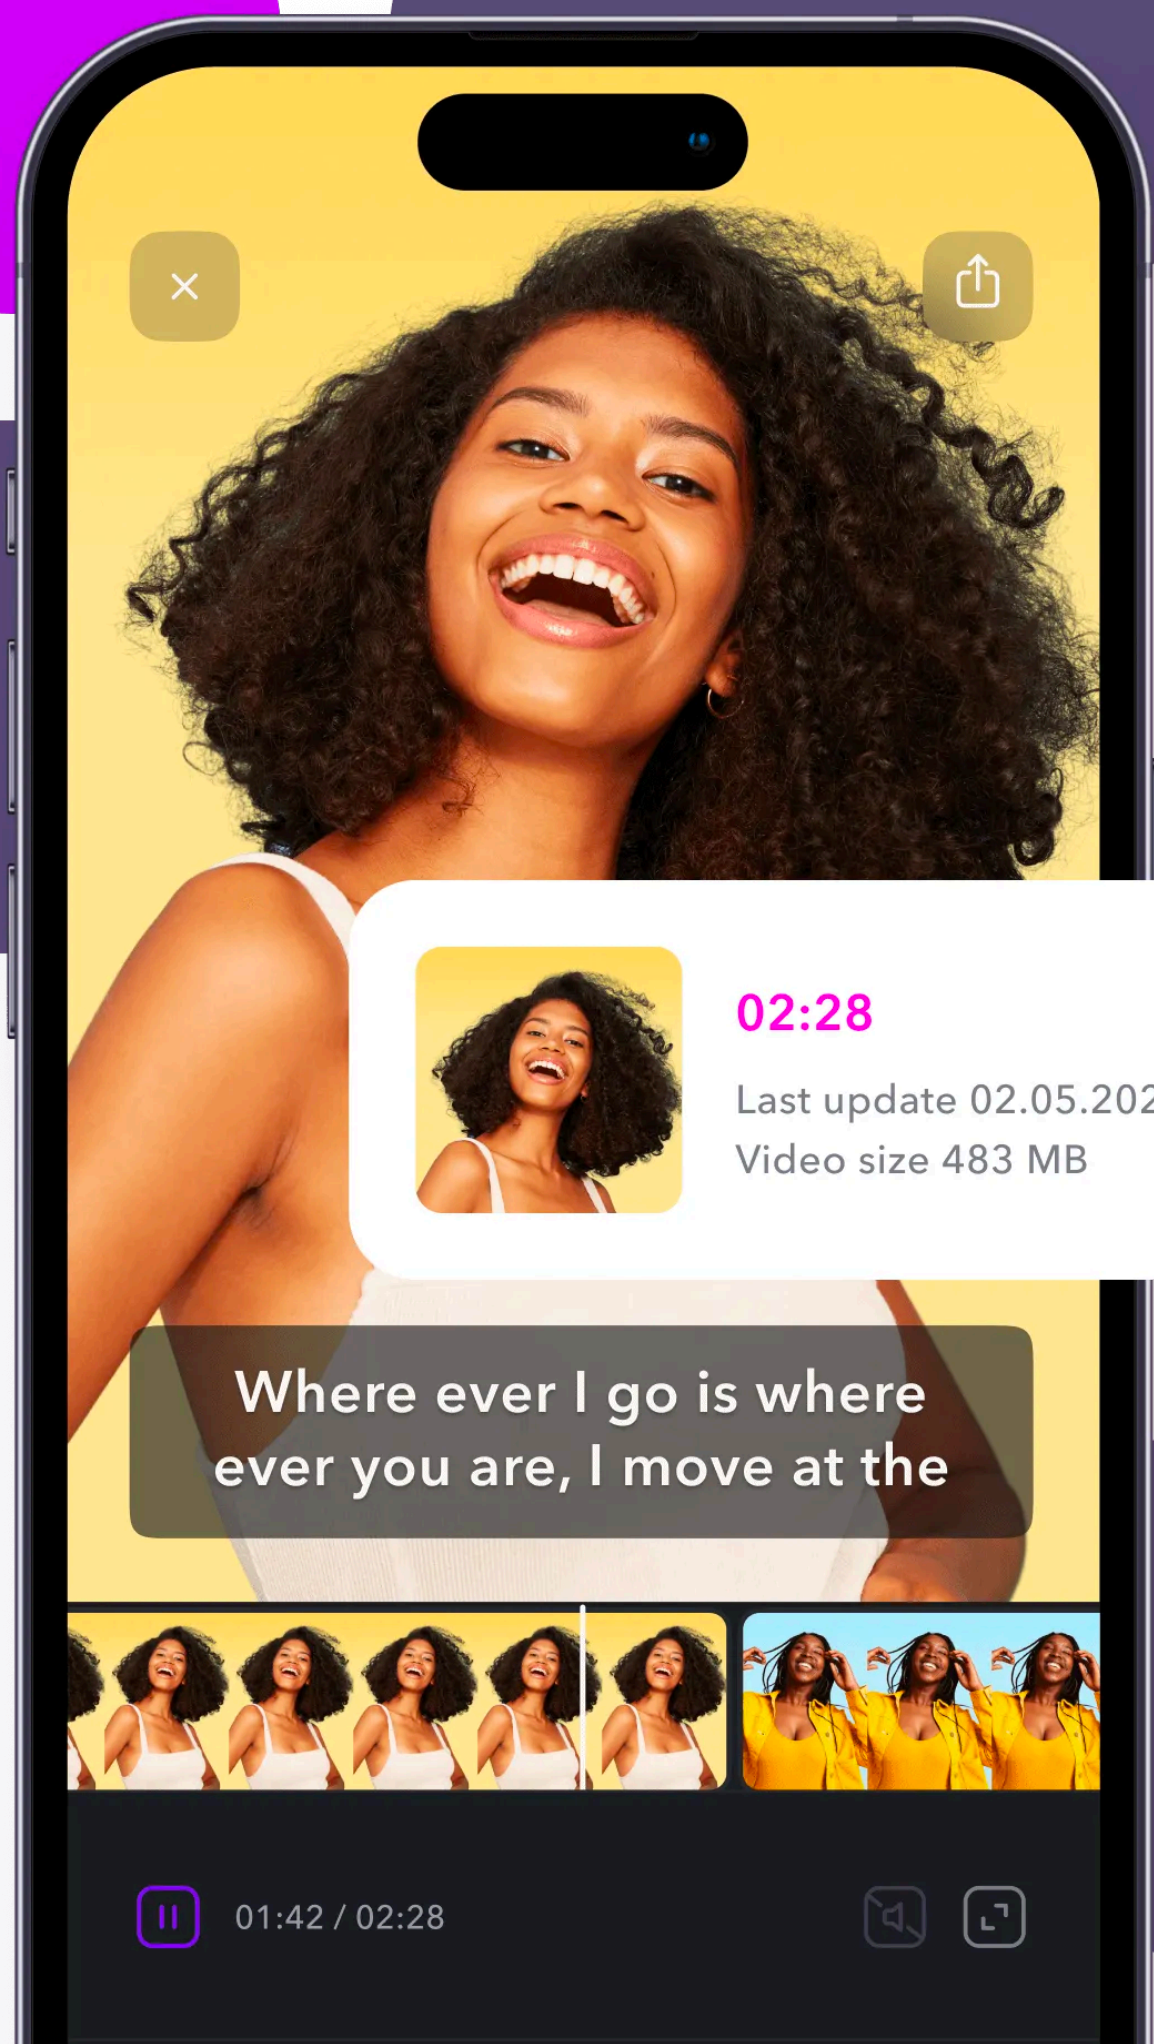 02:28
Last update 02.05.202
Video size 483 MB
Where ever I go is where
ever you are, I move at the
01:42 / 02:28